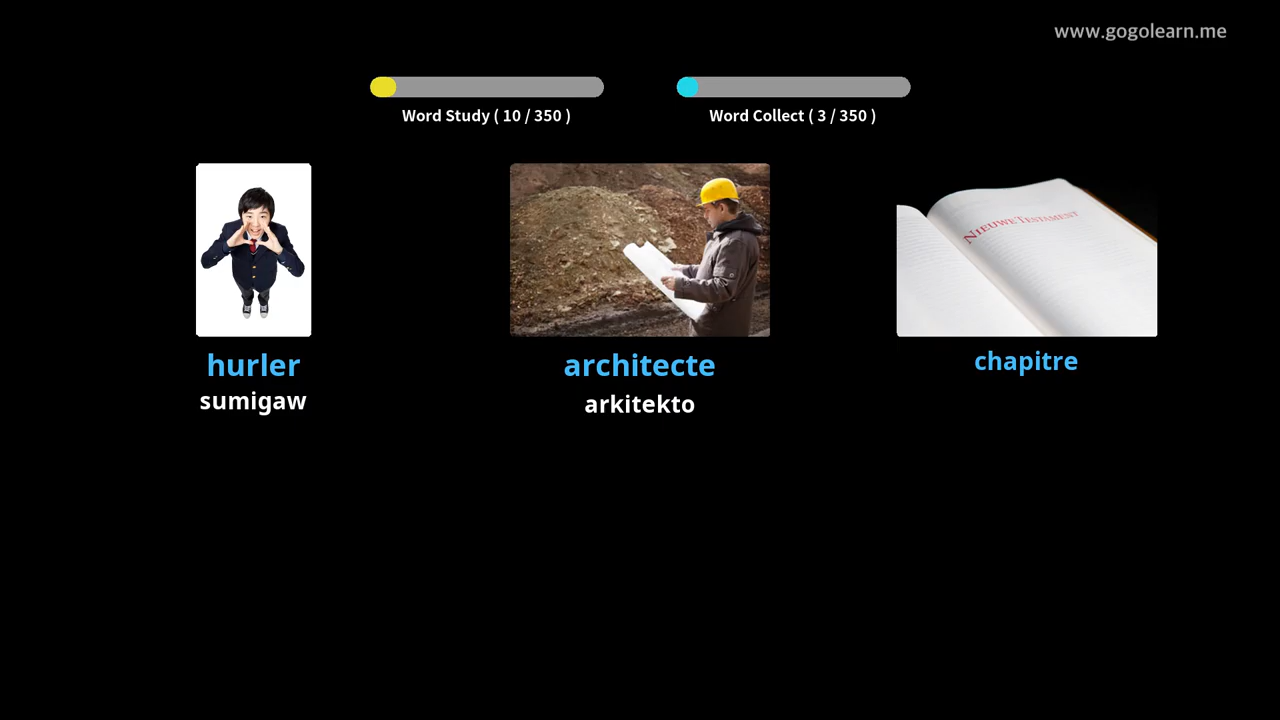 www.gogolearn.me
Word Study ( 10 / 350 )
Word Collect ( 3 / 350 )
NIEUWE TESTAMENT
hurler
sumigaw
architecte
arkitekto
chapitre